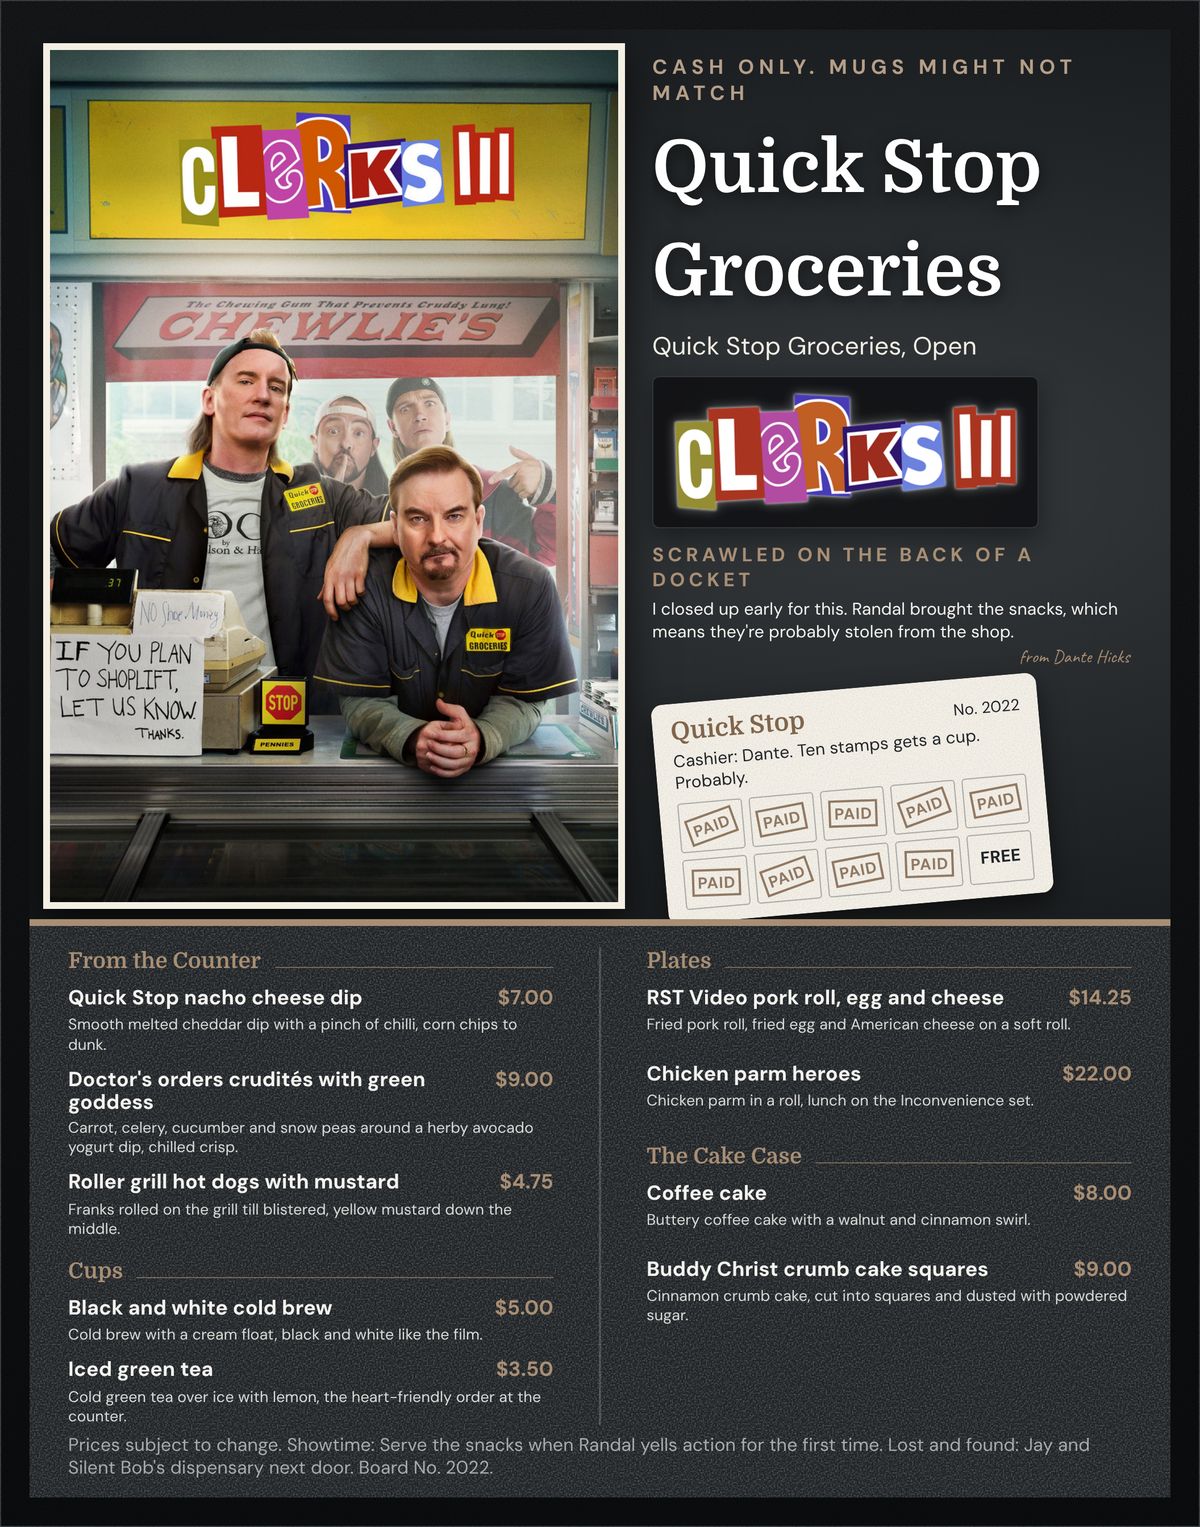 CLeRKS III
The Chewing Gum That Prevents Cruddy Lung!
CHEWLIE'S
Quick STOP
GROCERIES
by
lson & Hi
37
NO Shoe Money
IF YOU PLAN
TO SHOPLIFT,
LET US KNOW.
THANKS.
STOP
PENNIES
Quick STOP
GROCERIES
CASH ONLY. MUGS MIGHT NOT
MATCH
Quick Stop
Groceries
Quick Stop Groceries, Open
CLeRKS III
SCRAWLED ON THE BACK OF A
DOCKET
I closed up early for this. Randal brought the snacks, which
means they're probably stolen from the shop.
from Dante Hicks
Quick Stop No. 2022
Cashier: Dante. Ten stamps gets a cup.
Probably.
PAID PAID PAID PAID PAID
PAID PAID PAID PAID FREE
From the Counter
Quick Stop nacho cheese dip $7.00
Smooth melted cheddar dip with a pinch of chilli, corn chips to
dunk.
Doctor's orders crudités with green $9.00
goddess
Carrot, celery, cucumber and snow peas around a herby avocado
yogurt dip, chilled crisp.
Roller grill hot dogs with mustard $4.75
Franks rolled on the grill till blistered, yellow mustard down the
middle.
Cups
Black and white cold brew $5.00
Cold brew with a cream float, black and white like the film.
Iced green tea $3.50
Cold green tea over ice with lemon, the heart-friendly order at the
counter.
Plates
RST Video pork roll, egg and cheese $14.25
Fried pork roll, fried egg and American cheese on a soft roll.
Chicken parm heroes $22.00
Chicken parm in a roll, lunch on the Inconvenience set.
The Cake Case
Coffee cake $8.00
Buttery coffee cake with a walnut and cinnamon swirl.
Buddy Christ crumb cake squares $9.00
Cinnamon crumb cake, cut into squares and dusted with powdered
sugar.
Prices subject to change. Showtime: Serve the snacks when Randal yells action for the first time. Lost and found: Jay and
Silent Bob's dispensary next door. Board No. 2022.